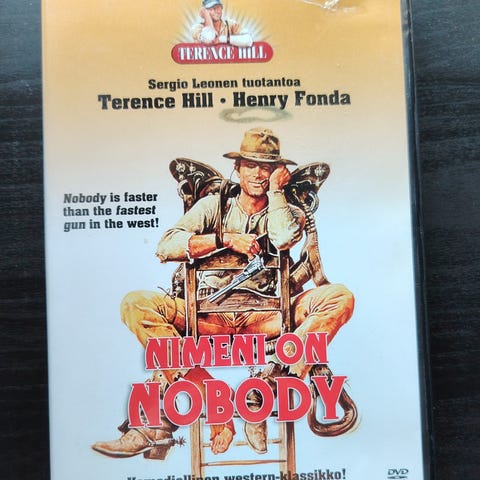 TERENCE HILL
Sergio Leonen tuotantoa
Terence Hill • Henry Fonda
Nobody is faster
than the fastest
gun in the west!
NIMENI ON
NOBODY
Komediallinen western-klassikko!
DVD